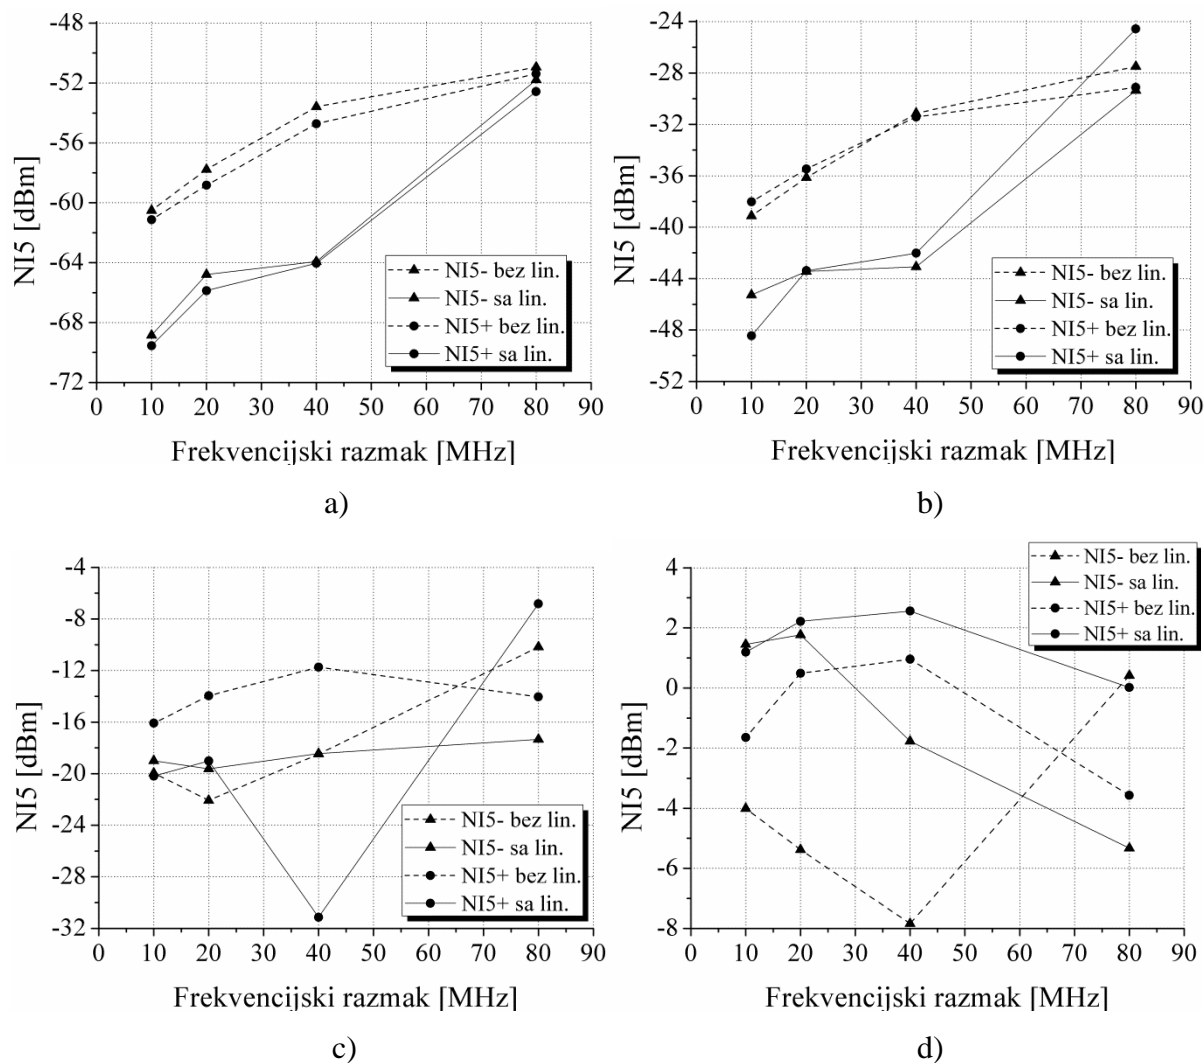 -48
-52
-56
-60
-64
-68
-72
NI5 [dBm]
NI5- bez lin.
NI5- sa lin.
NI5+ bez lin.
NI5+ sa lin.
0 10 20 30 40 50 60 70 80 90
Frekvencijski razmak [MHz]
a)
-24
-28
-32
-36
-40
-44
-48
-52
NI5 [dBm]
NI5- bez lin.
NI5- sa lin.
NI5+ bez lin.
NI5+ sa lin.
0 10 20 30 40 50 60 70 80 90
Frekvencijski razmak [MHz]
b)
-4
-8
-12
-16
-20
-24
-28
-32
NI5 [dBm]
NI5- bez lin.
NI5- sa lin.
NI5+ bez lin.
NI5+ sa lin.
0 10 20 30 40 50 60 70 80 90
Frekvencijski razmak [MHz]
c)
NI5- bez lin.
NI5- sa lin.
NI5+ bez lin.
NI5+ sa lin.
4
2
0
-2
-4
-6
-8
NI5 [dBm]
0 10 20 30 40 50 60 70 80 90
Frekvencijski razmak [MHz]
d)